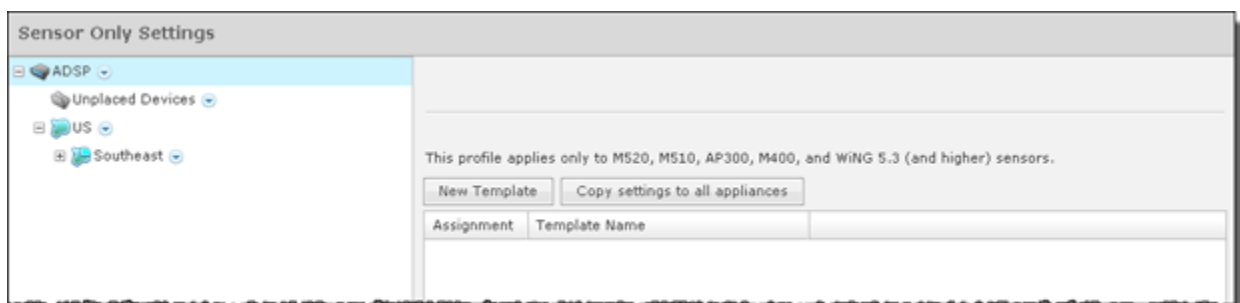 Sensor Only Settings
ADSP
Unplaced Devices
US
Southeast
This profile applies only to M520, M510, AP300, M400, and WiNG 5.3 (and higher) sensors.
New Template
Copy settings to all appliances
Assignment
Template Name